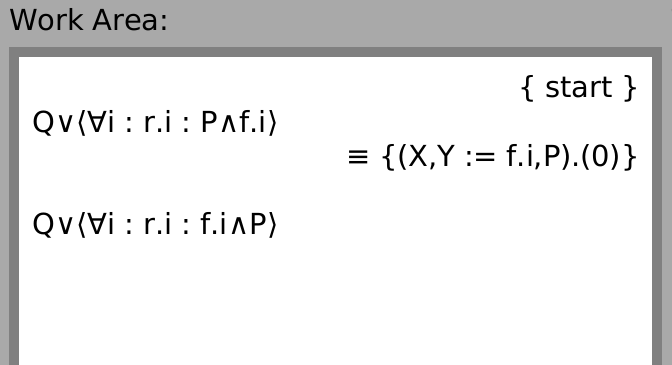 Work Area:
{ start }
Q∨⟨∀i : r.i : P∧f.i⟩
≡ {(X,Y := f.i,P).(0)}
Q∨⟨∀i : r.i : f.i∧P⟩